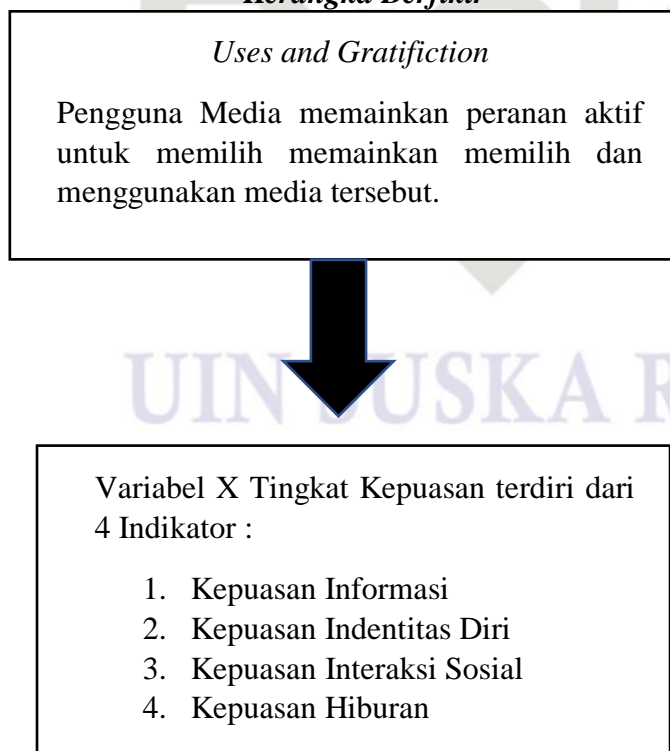 Kerangka Berfikir
Uses and Gratifiction
Pengguna Media memainkan peranan aktif
untuk memilih memainkan memilih dan
menggunakan media tersebut.
UIN SUSKA R
Variabel X Tingkat Kepuasan terdiri dari
4 Indikator :
1. Kepuasan Informasi
2. Kepuasan Indentitas Diri
3. Kepuasan Interaksi Sosial
4. Kepuasan Hiburan